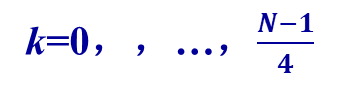 k=0, , ..., N-1/4